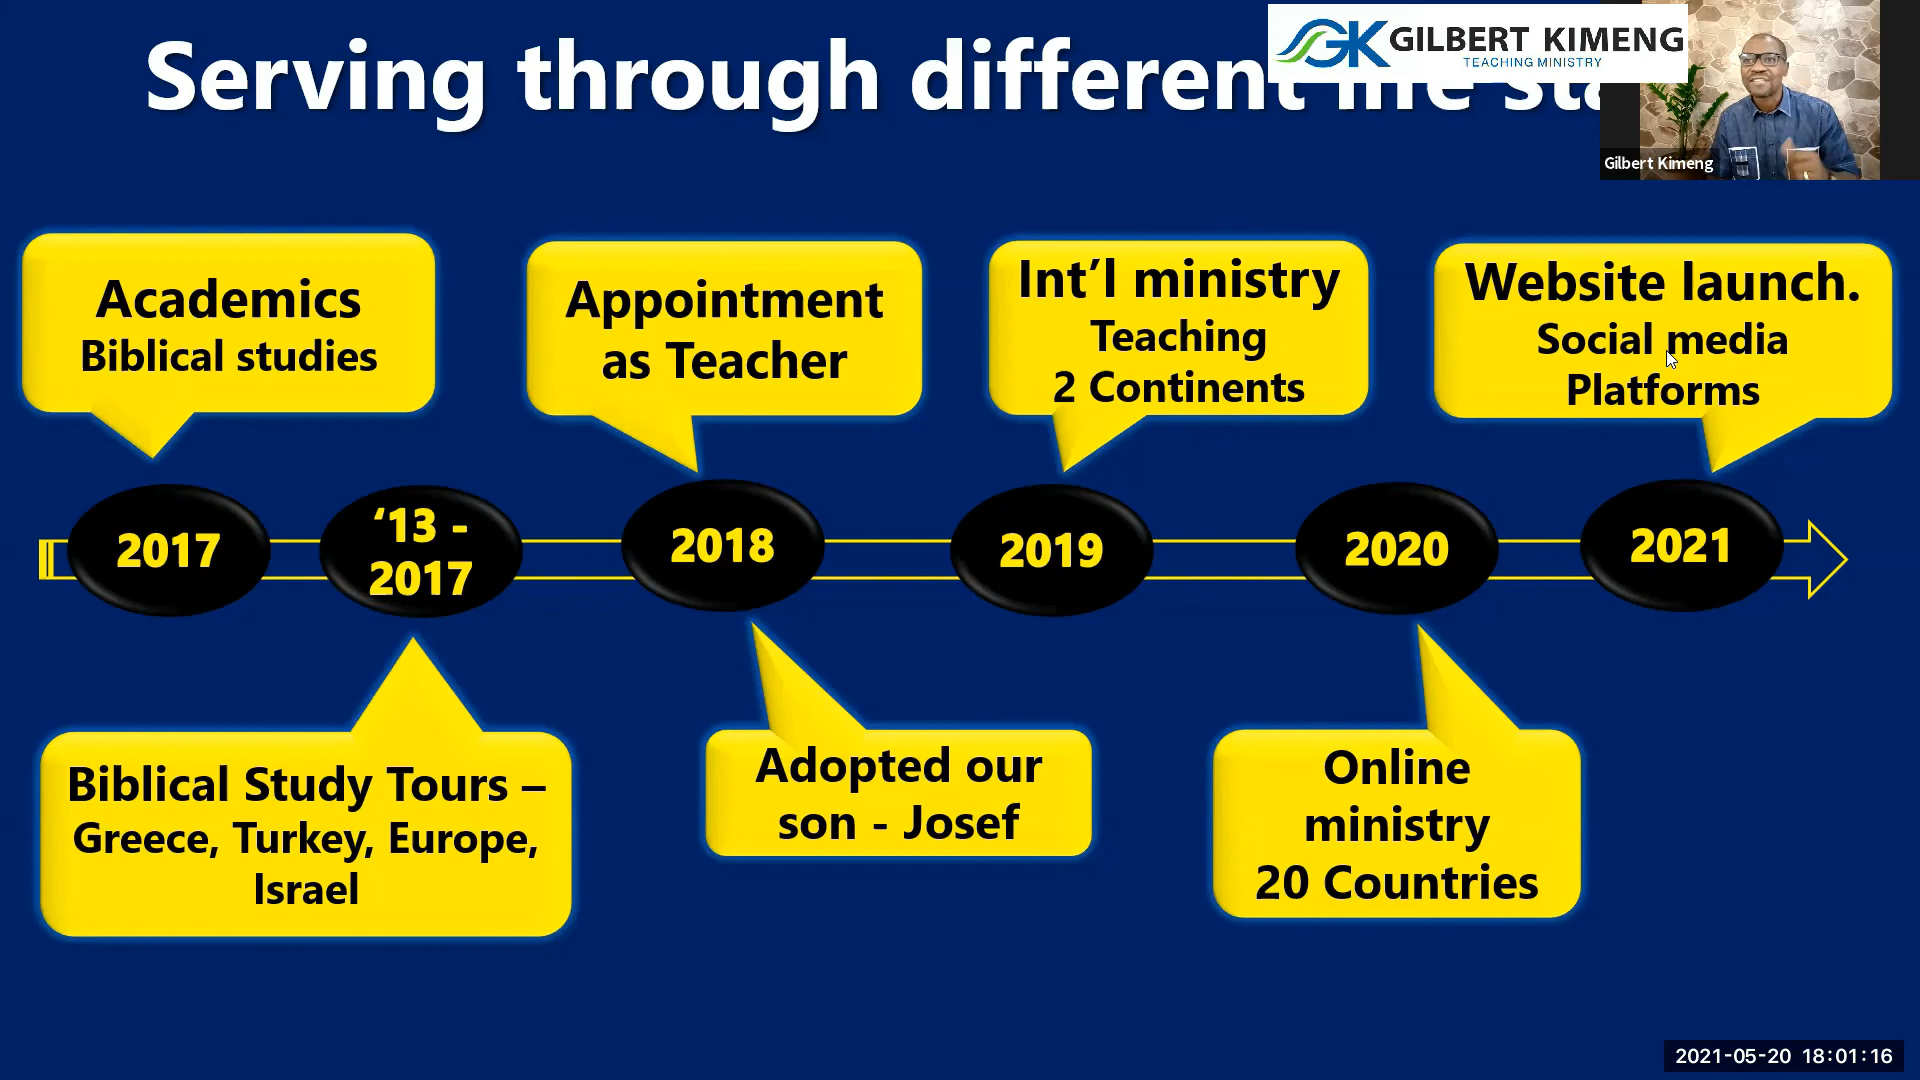 Serving through different life sta
GILBERT KIMENG
TEACHING MINISTRY
Gilbert Kimeng
Academics
Biblical studies
Appointment
as Teacher
Int’l ministry
Teaching
2 Continents
Website launch.
Social media
Platforms
2017
‘13 -
2017
2018
2019
2020
2021
Biblical Study Tours –
Greece, Turkey, Europe,
Israel
Adopted our
son - Josef
Online
ministry
20 Countries
2021-05-20 18:01:16